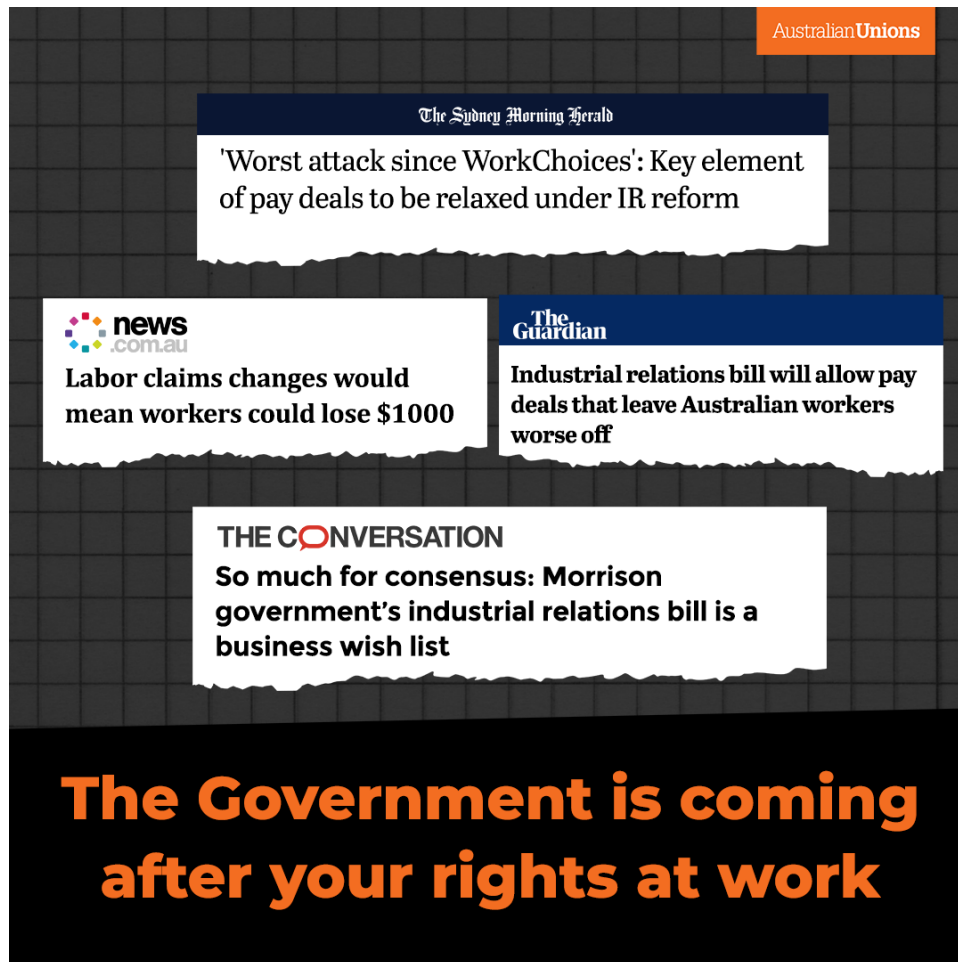 Australian Unions
The Sydney Morning Herald
'Worst attack since WorkChoices': Key element
of pay deals to be relaxed under IR reform
news
.com.au
Labor claims changes would
mean workers could lose $1000
The
Guardian
Industrial relations bill will allow pay
deals that leave Australian workers
worse off
THE CONVERSATION
So much for consensus: Morrison
government’s industrial relations bill is a
business wish list
The Government is coming
after your rights at work